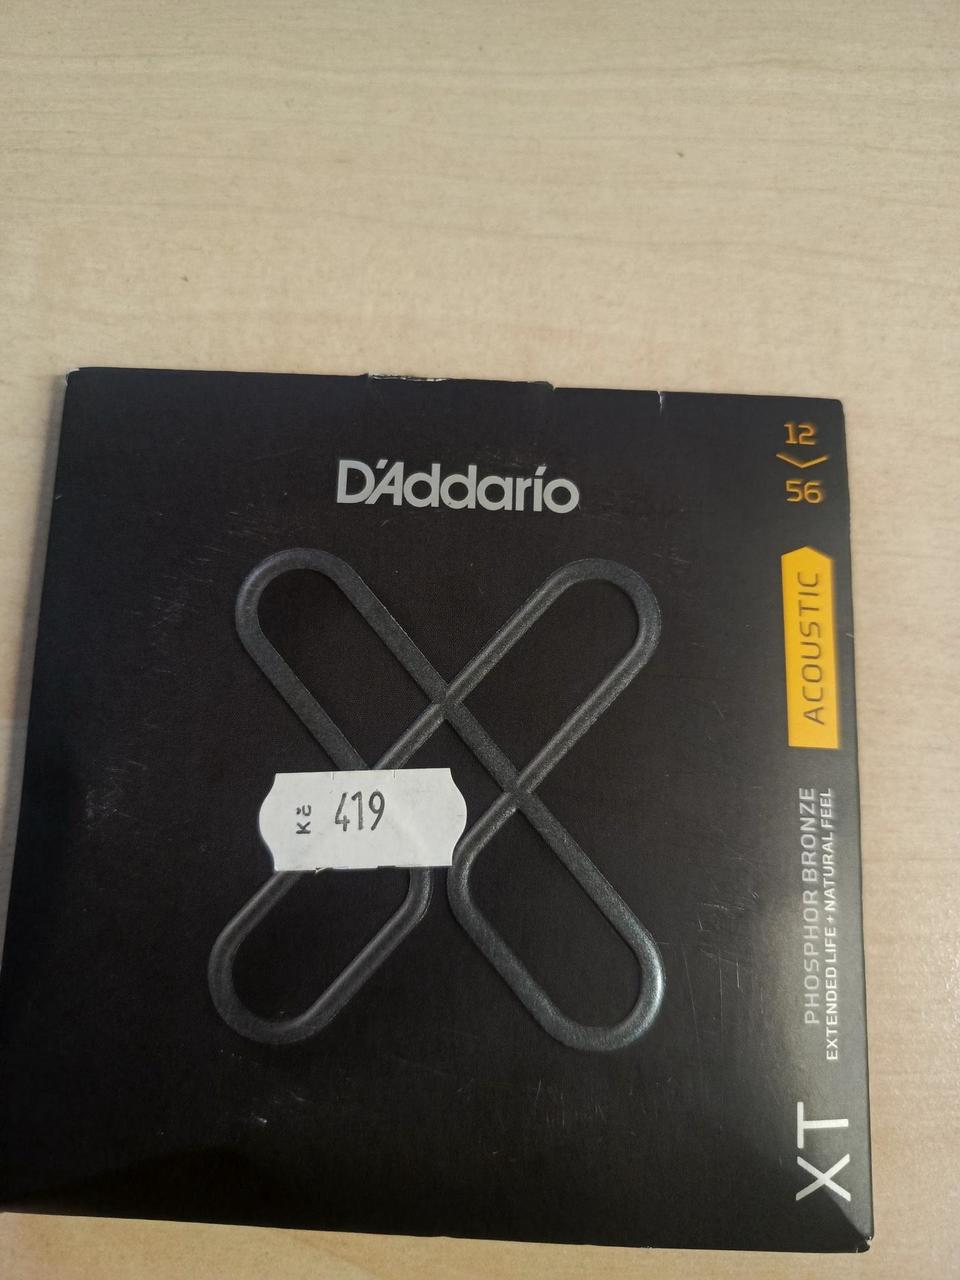 D'Addario
12
56
ACOUSTIC
PHOSPHOR BRONZE
EXTENDED LIFE + NATURAL FEEL
XT
Kč 419